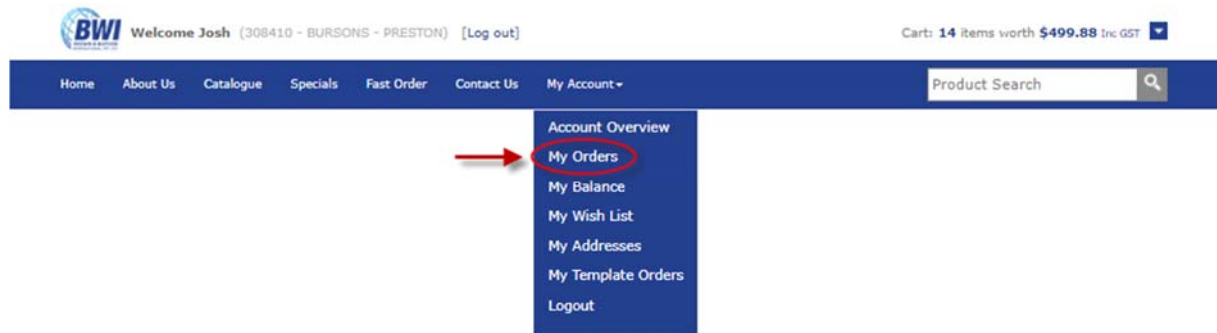 BWI Welcome Josh (308410 - BURSONS - PRESTON) [Log out] Cart: 14 items worth $499.88 Inc GST
Home About Us Catalogue Specials Fast Order Contact Us My Account Product Search
Account Overview
My Orders
My Balance
My Wish List
My Addresses
My Template Orders
Logout